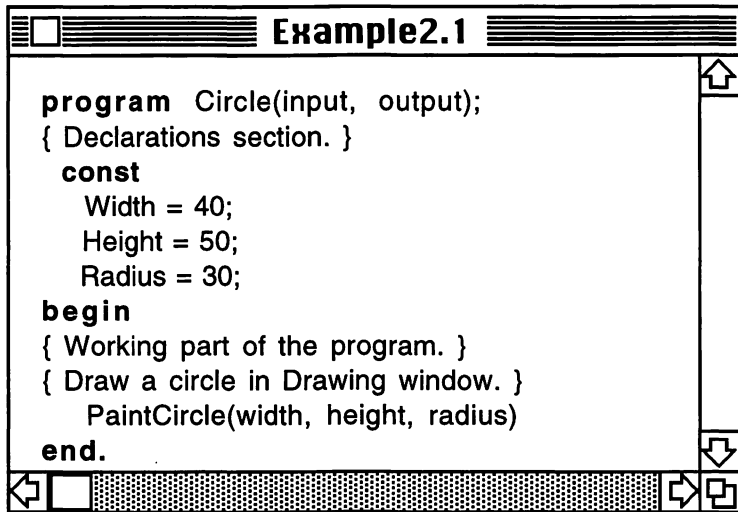 Example2.1
program Circle(input, output);
{ Declarations section. }
const
Width = 40;
Height = 50;
Radius = 30;
begin
{ Working part of the program. }
{ Draw a circle in Drawing window. }
PaintCircle(width, height, radius)
end.